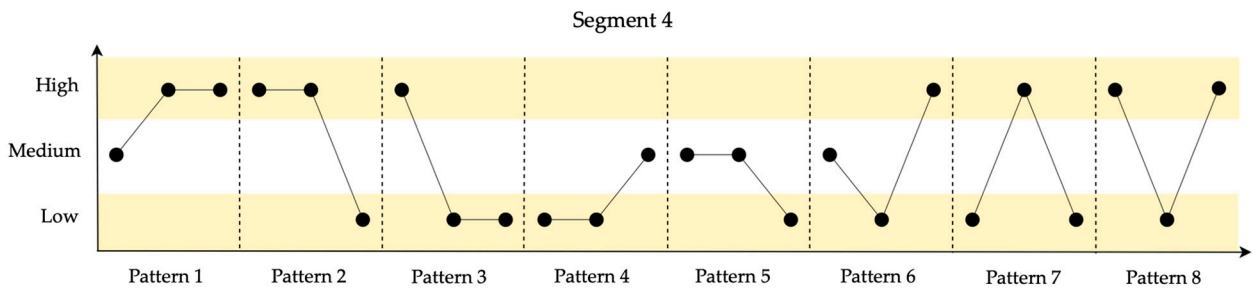 Segment 4
High
Medium
Low
Pattern 1 Pattern 2 Pattern 3 Pattern 4 Pattern 5 Pattern 6 Pattern 7 Pattern 8